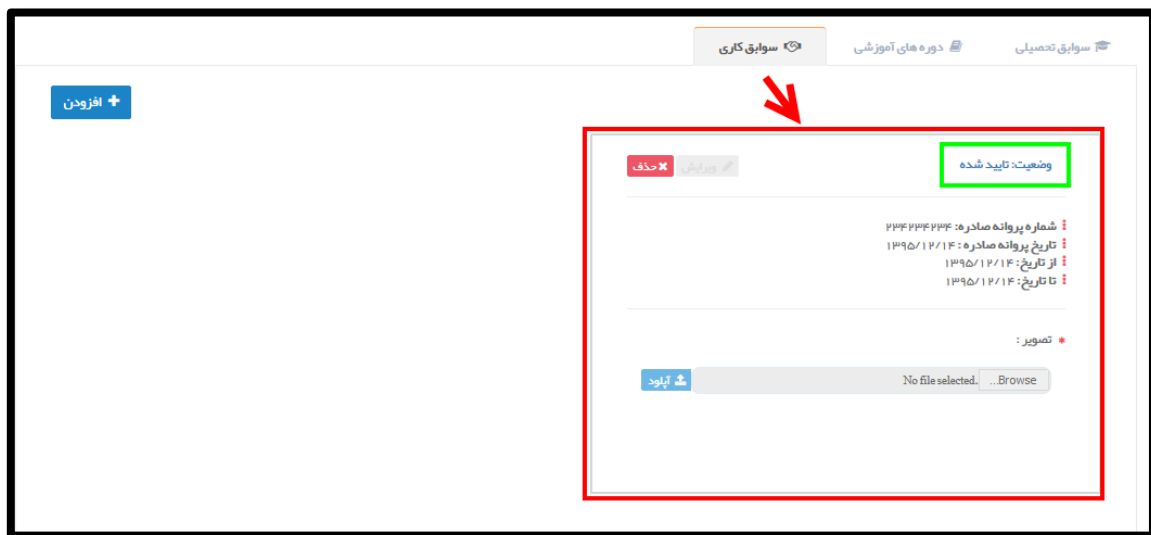 سوابق تحصیلی
دوره های آموزشی
سوابق کاری
+ افزودن
وضعیت: تایید شده
ویرایش
حذف
شماره پروانه صادره: ۲۳۴۲۳۴۲۳۴
تاریخ پروانه صادره : ۱۳۹۵/۱۲/۱۴
از تاریخ: ۱۳۹۵/۱۲/۱۴
تا تاریخ: ۱۳۹۵/۱۲/۱۴
* تصویر :
Browse...
No file selected.
آپلود